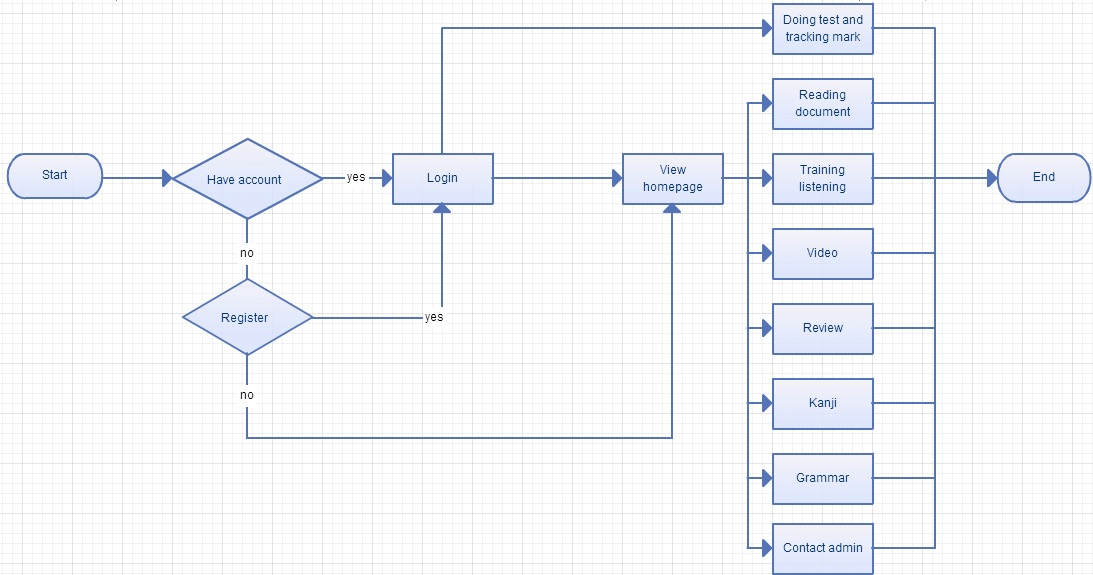 Doing test and
tracking mark
Reading
document
Start
Have account
yes
Login
View
homepage
Training
listening
End
no
Video
Register
yes
Review
no
Kanji
Grammar
Contact admin